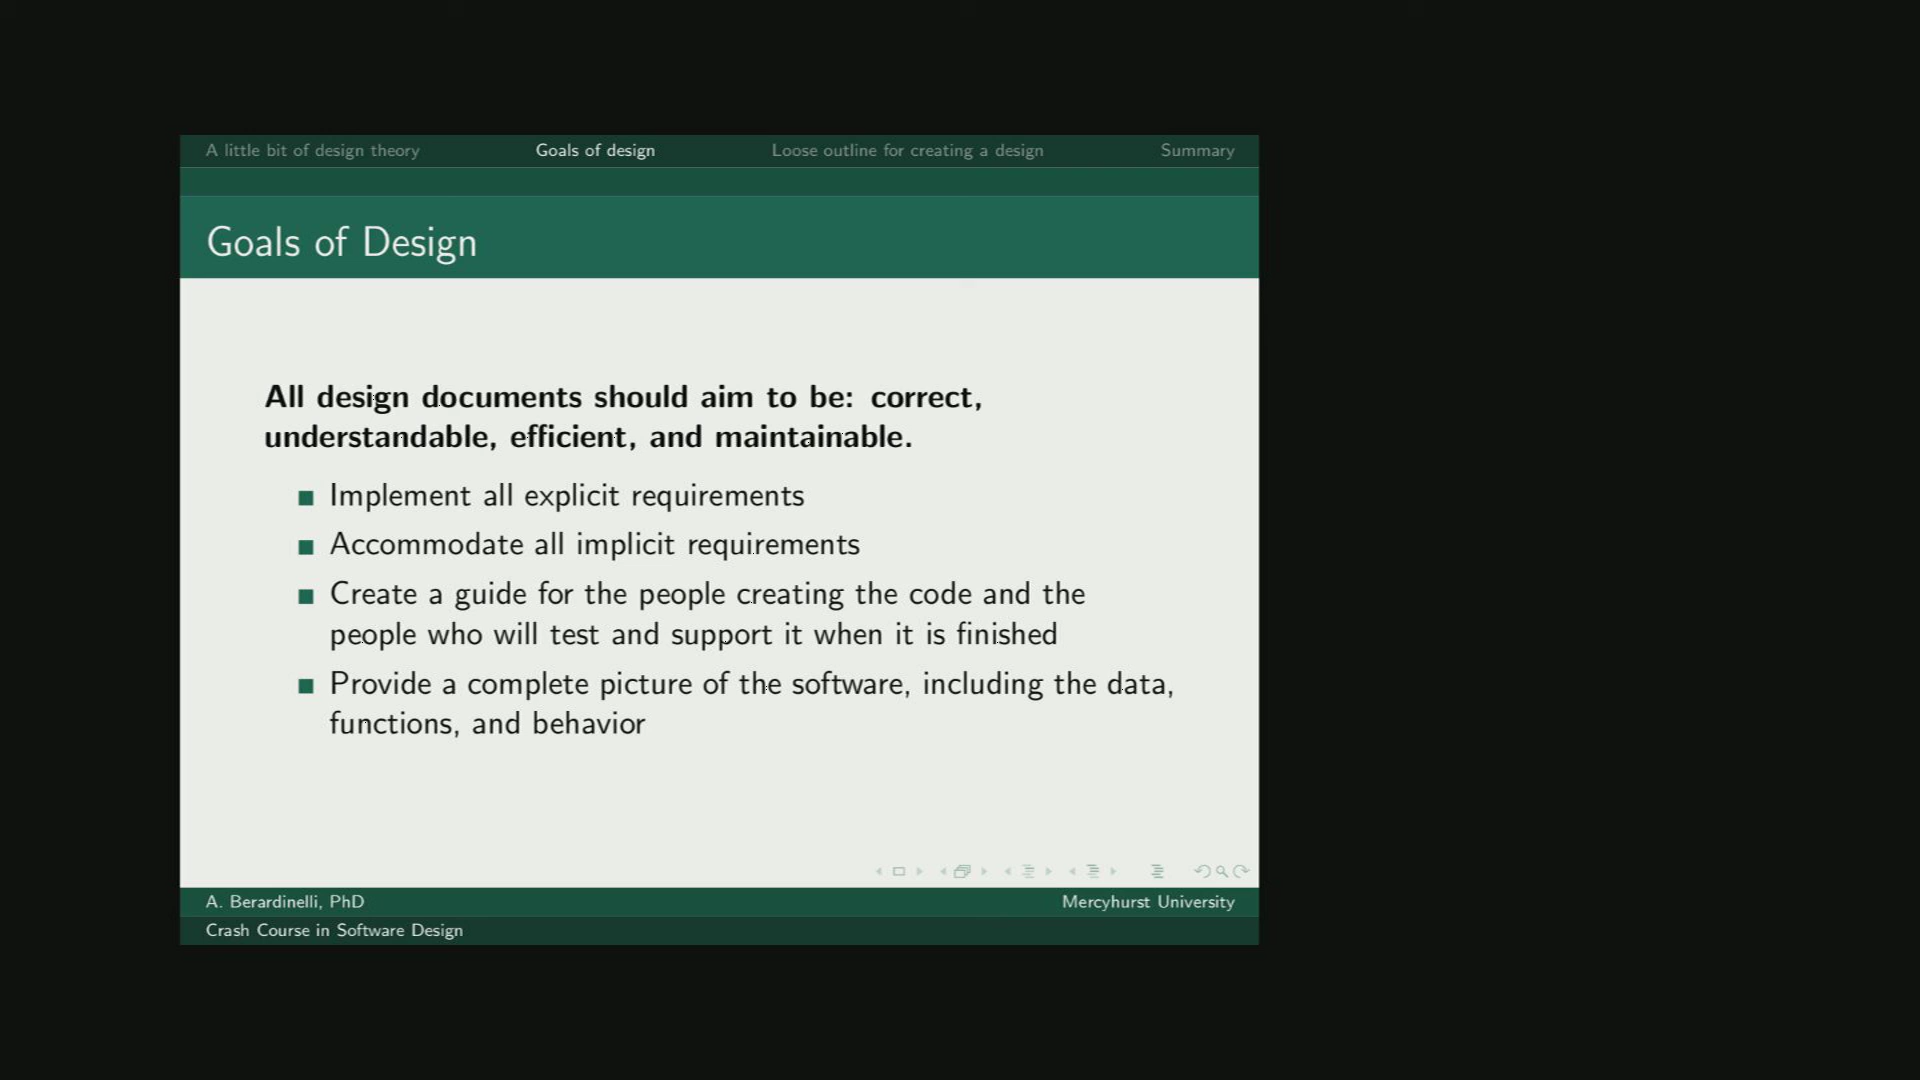 A little bit of design theory Goals of design Loose outline for creating a design Summary
Goals of Design
All design documents should aim to be: correct,
understandable, efficient, and maintainable.
Implement all explicit requirements
Accommodate all implicit requirements
Create a guide for the people creating the code and the
people who will test and support it when it is finished
Provide a complete picture of the software, including the data,
functions, and behavior
A. Berardinelli, PhD Mercyhurst University
Crash Course in Software Design